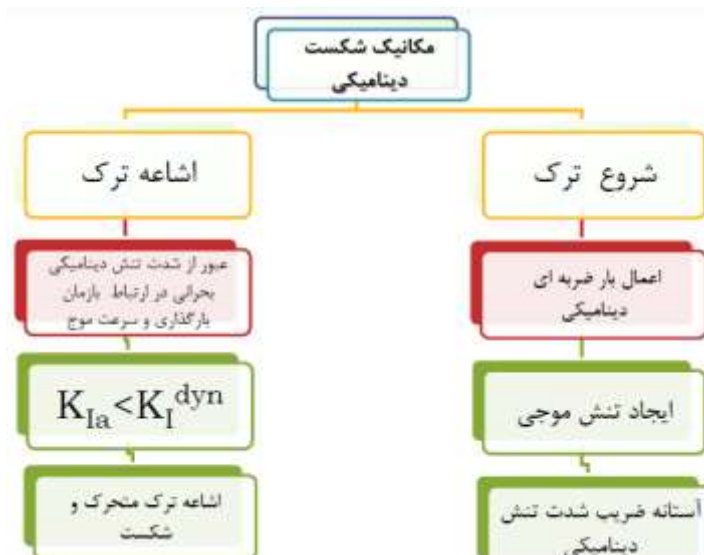 مکانیک شکست
دینامیکی
شروع ترک
اعمال بار ضربه ای
دینامیکی
ایجاد تنش موجی
آستانه ضریب شدت تنش
دینامیکی
اشاعه ترک
عبور از شدت تنش دینامیکی
بحرانی در ارتباط بازمان
بارگذاری و سرعت موج
K_Ia<K_I^dyn
اشاعه ترک متحرک و
شکست